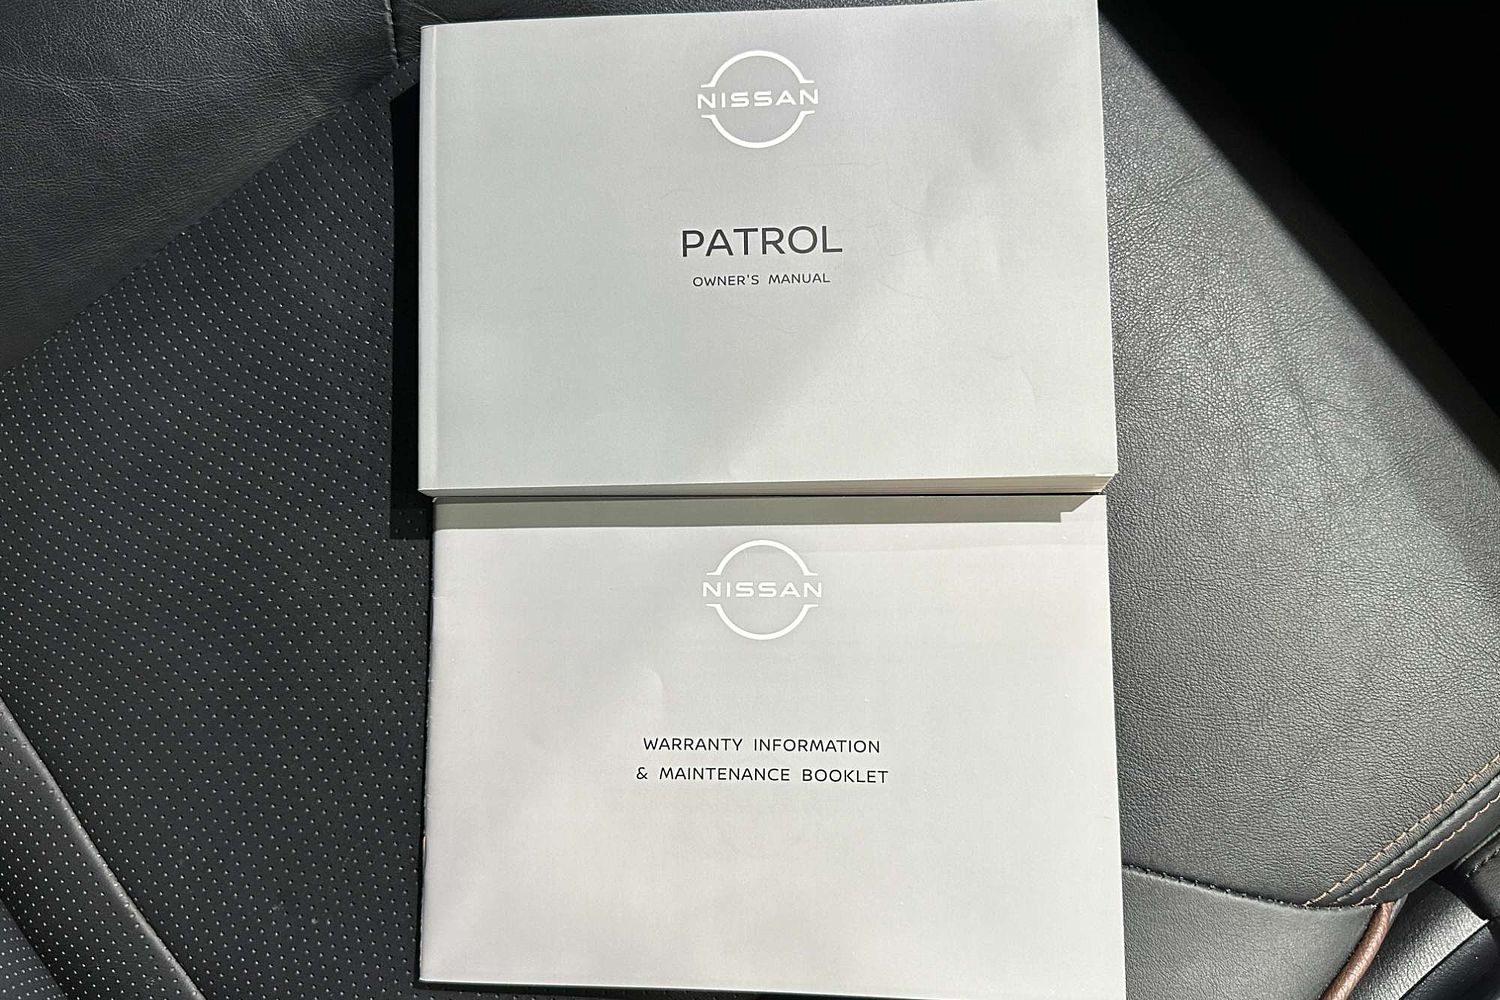 NISSAN
PATROL
OWNER'S MANUAL
NISSAN
WARRANTY INFORMATION
& MAINTENANCE BOOKLET